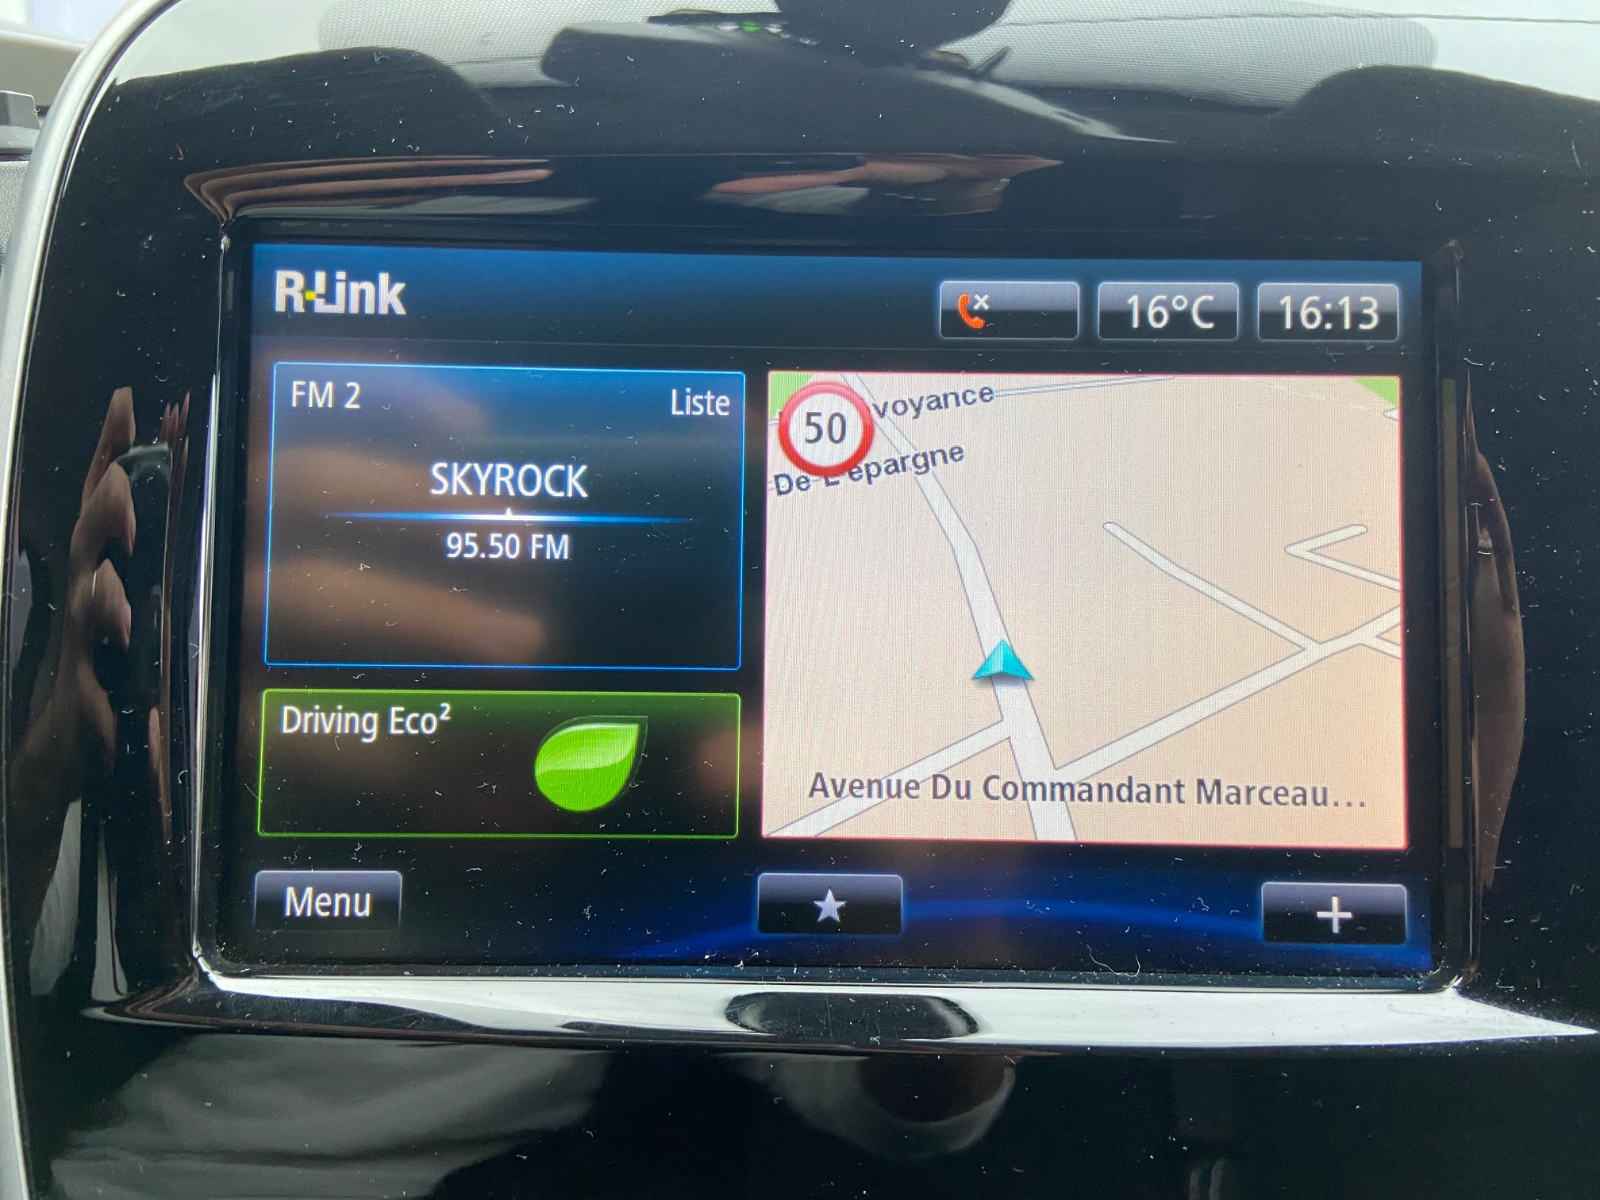 R-Link
16°C
16:13
FM 2
Liste
SKYROCK
95.50 FM
Driving Eco²
50
voyance
De L'epargne
Avenue Du Commandant Marceau...
Menu